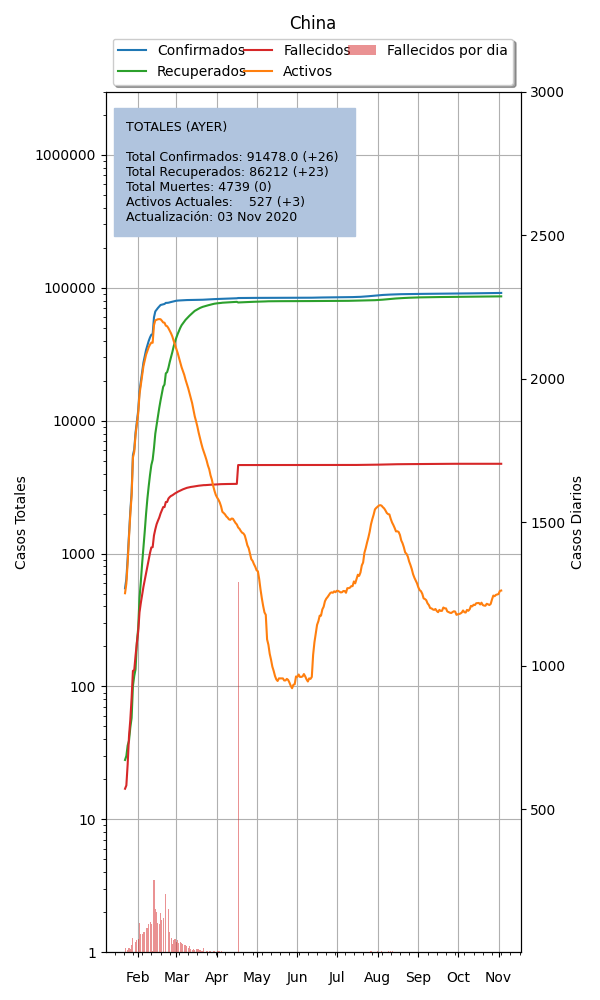 China
Confirmados
Recuperados
Fallecidos
Activos
Fallecidos por dia
TOTALES (AYER)
Total Confirmados: 91478.0 (+26)
Total Recuperados: 86212 (+23)
Total Muertes: 4739 (0)
Activos Actuales: 527 (+3)
Actualización: 03 Nov 2020
Casos Totales
1000000
100000
10000
1000
100
10
1
Casos Diarios
3000
2500
2000
1500
1000
500
Feb Mar Apr May Jun Jul Aug Sep Oct Nov